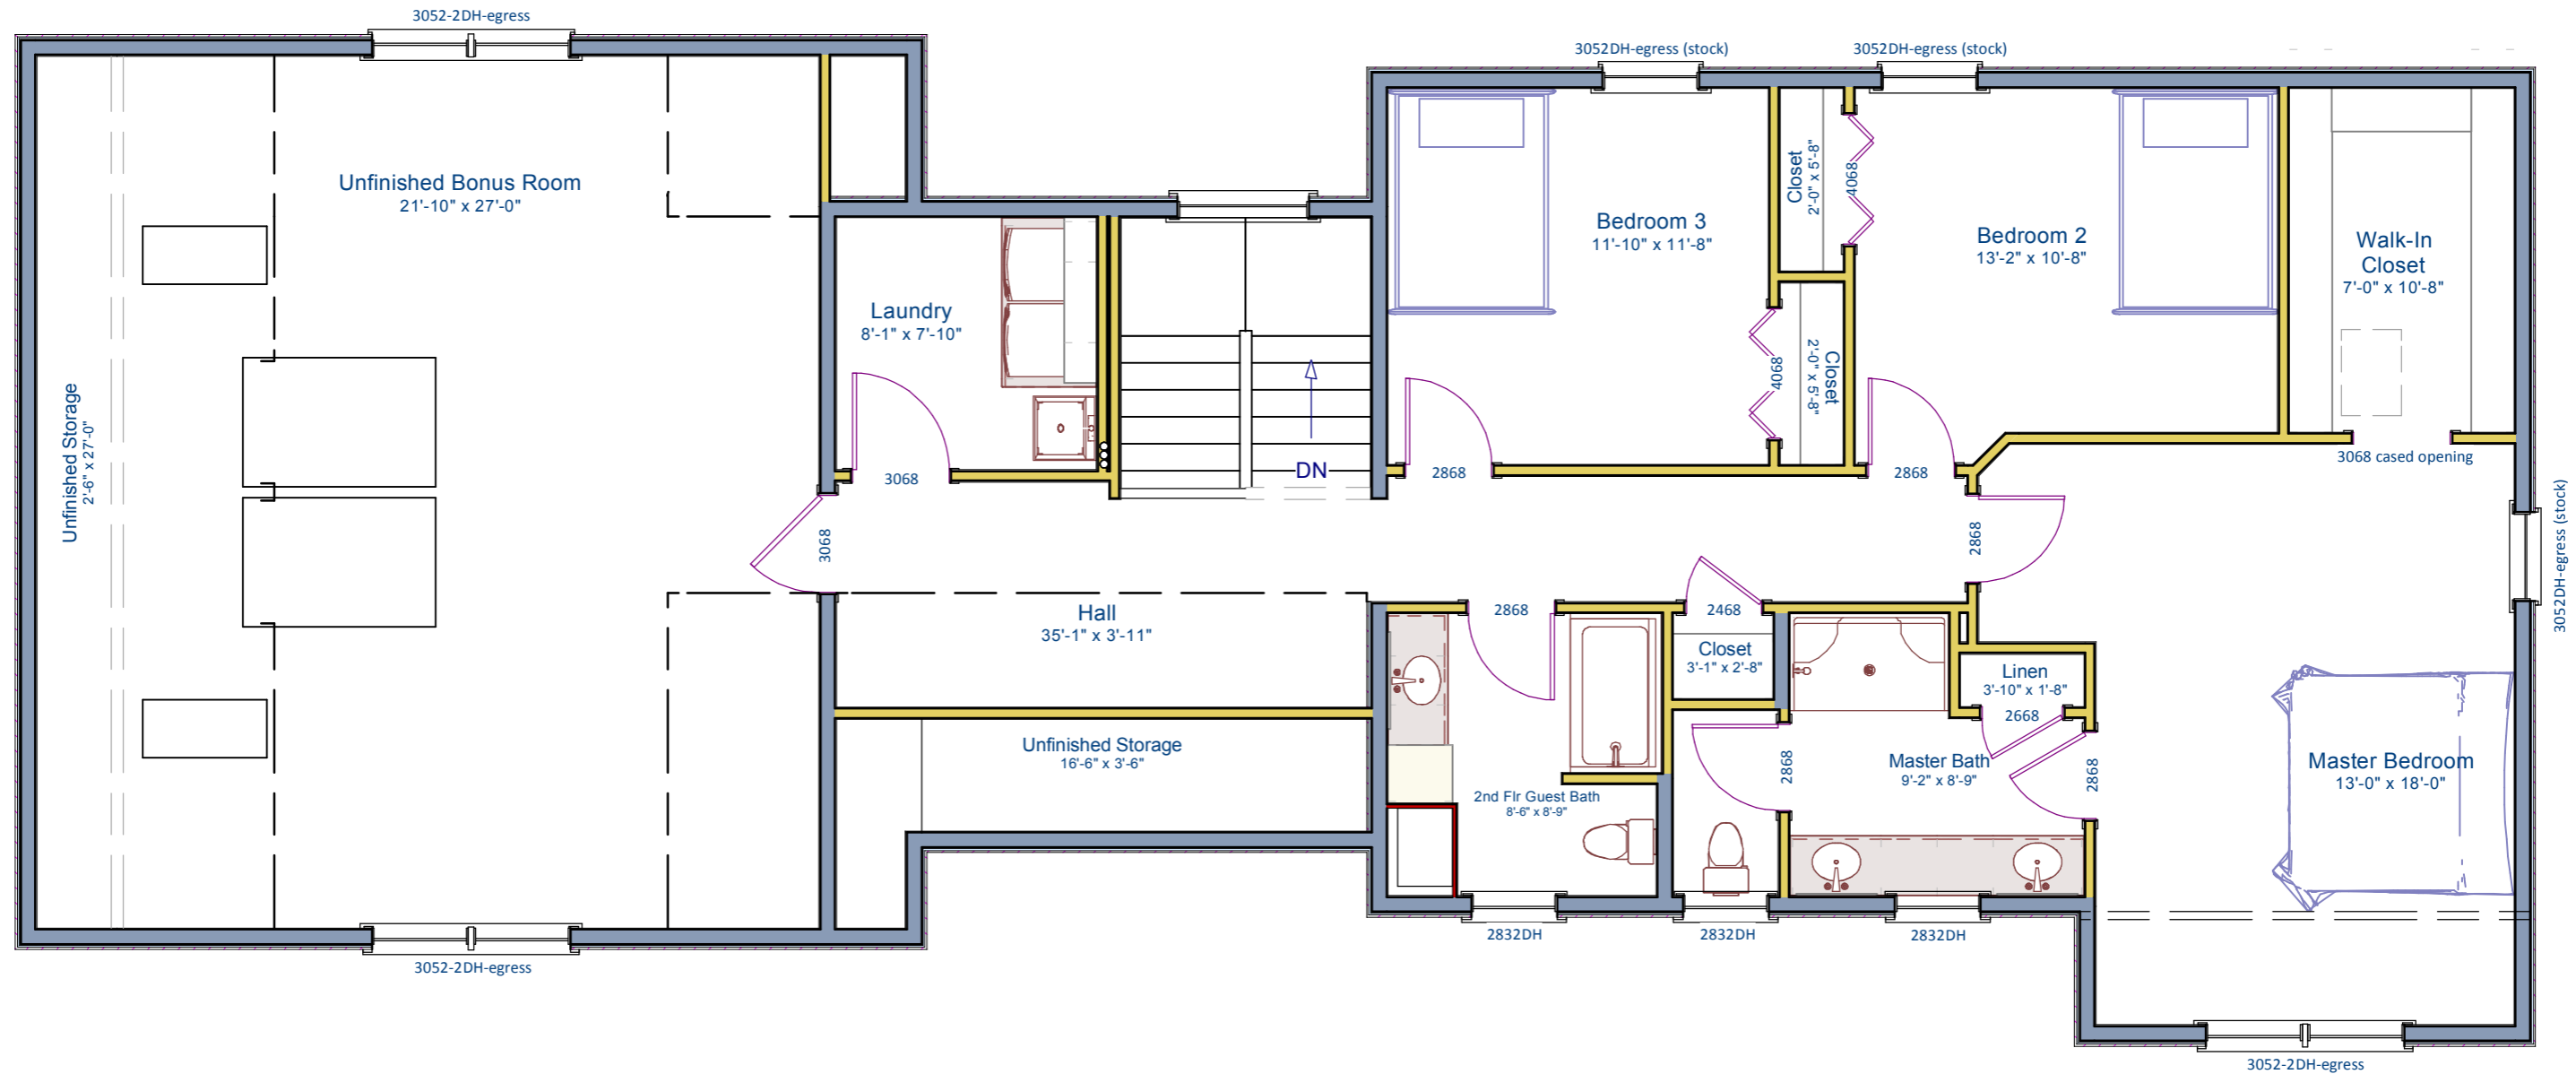 3052-2DH-egress
3052DH-egress (stock)
3052DH-egress (stock)
Unfinished Bonus Room
21'-10" x 27'-0"
Closet
2'-0" x 5'-8"
4068
Bedroom 3
11'-10" x 11'-8"
Bedroom 2
13'-2" x 10'-8"
Walk-In
Closet
7'-0" x 10'-8"
Laundry
8'-1" x 7'-10"
4068
Closet
2'-0" x 5'-8"
Unfinished Storage
2'-6" x 27'-0"
3068
DN
2868
2868
3068 cased opening
3068
2868
3052DH-egress (stock)
Hall
35'-1" x 3'-11"
2868
2468
Closet
3'-1" x 2'-8"
Linen
3'-10" x 1'-8"
2668
Unfinished Storage
16'-6" x 3'-6"
2868
Master Bath
9'-2" x 8'-9"
2868
Master Bedroom
13'-0" x 18'-0"
2nd Flr Guest Bath
8'-6" x 8'-9"
2832DH
2832DH
2832DH
3052-2DH-egress
3052-2DH-egress